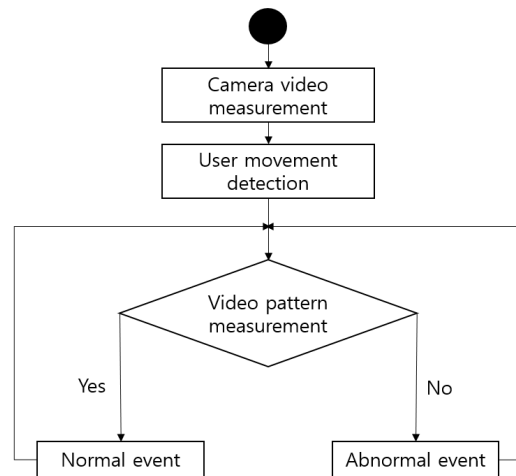 Camera video
measurement
User movement
detection
Video pattern
measurement
Yes
No
Normal event
Abnormal event